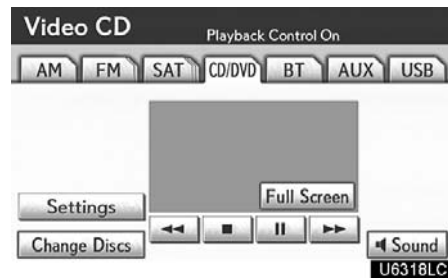 Video CD
Playback Control On
AM FM SAT CD/DVD BT AUX USB
Full Screen
Settings
Change Discs
Sound
U6318LC